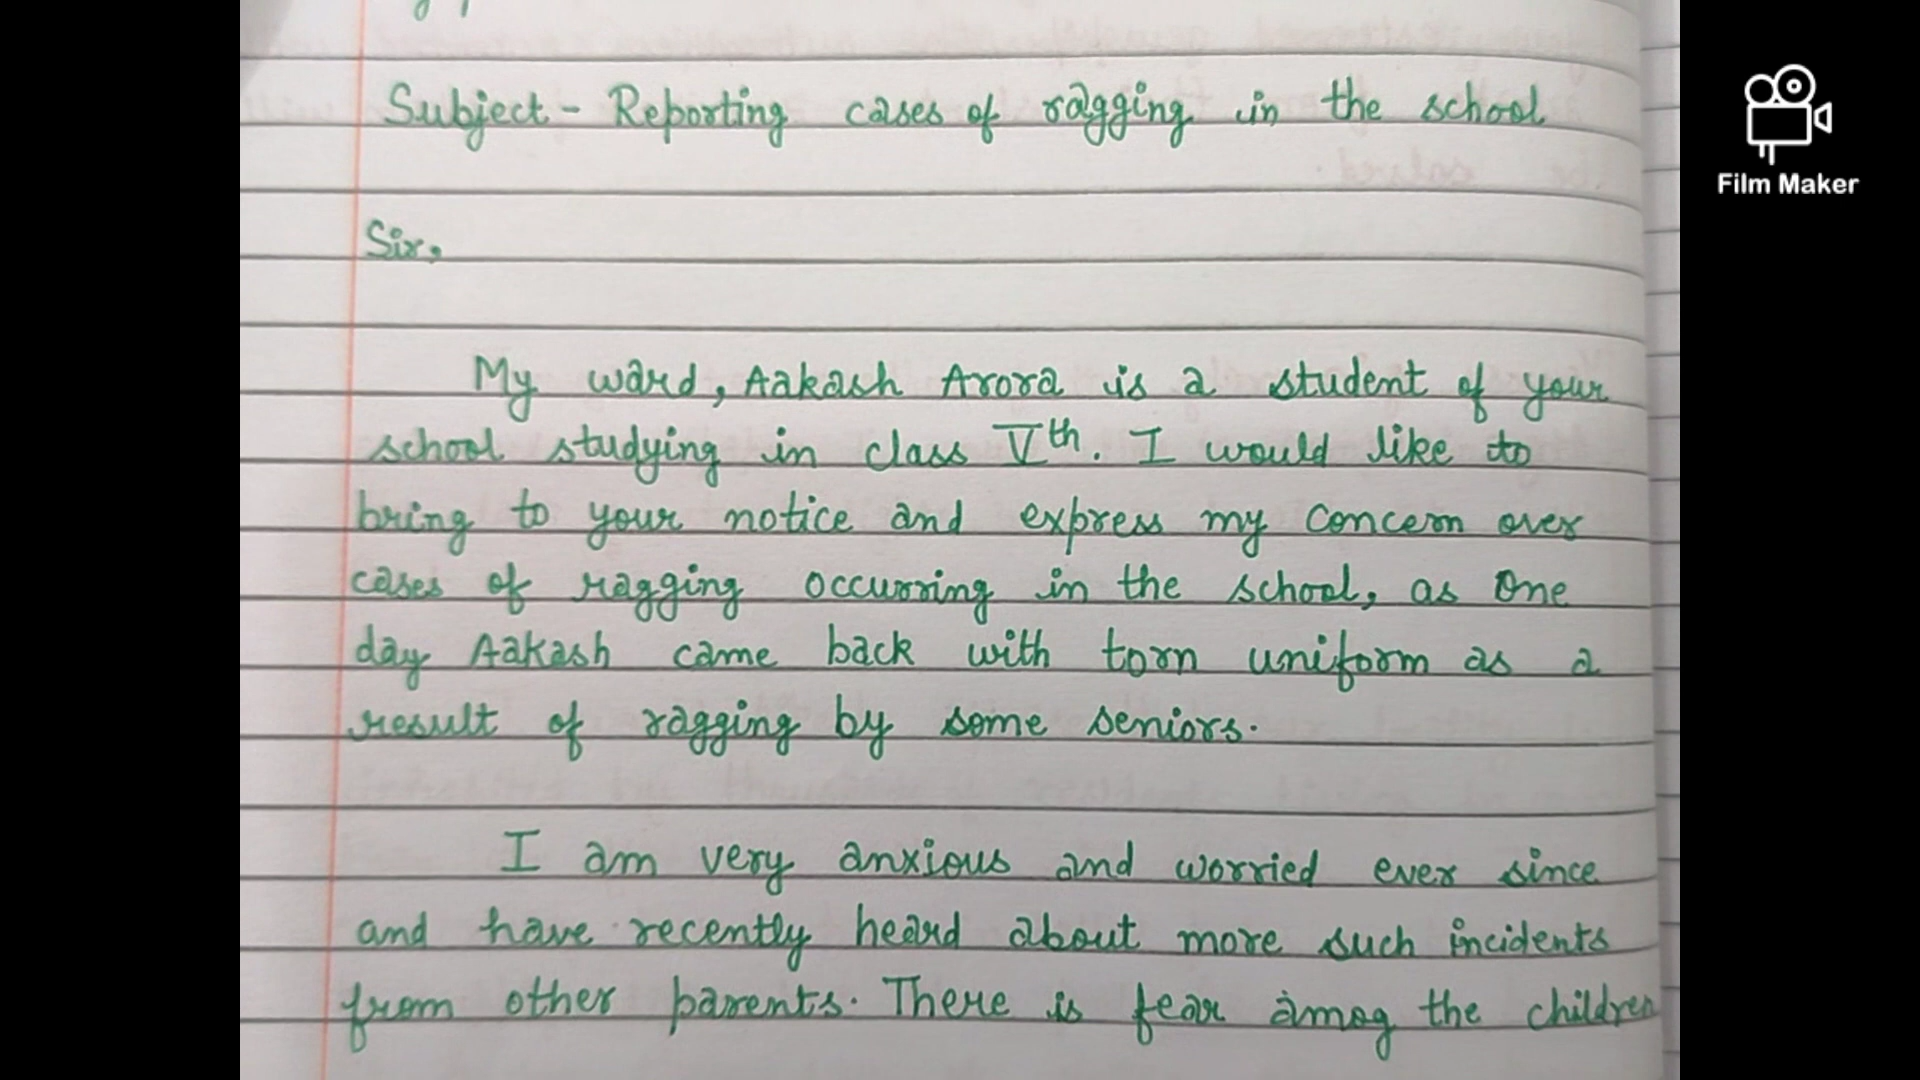 Subject - Reporting cases of ragging in the school
Film Maker
Sir,
My ward, Aakash Arora is a student of your
school studying in class Vth. I would like to
bring to your notice and express my concern over
cases of ragging occurring in the school, as one
day Aakash came back with torn uniform as a
result of ragging by some seniors.
I am very anxious and worried ever since
and have recently heard about more such incidents
from other parents. There is fear amog the children